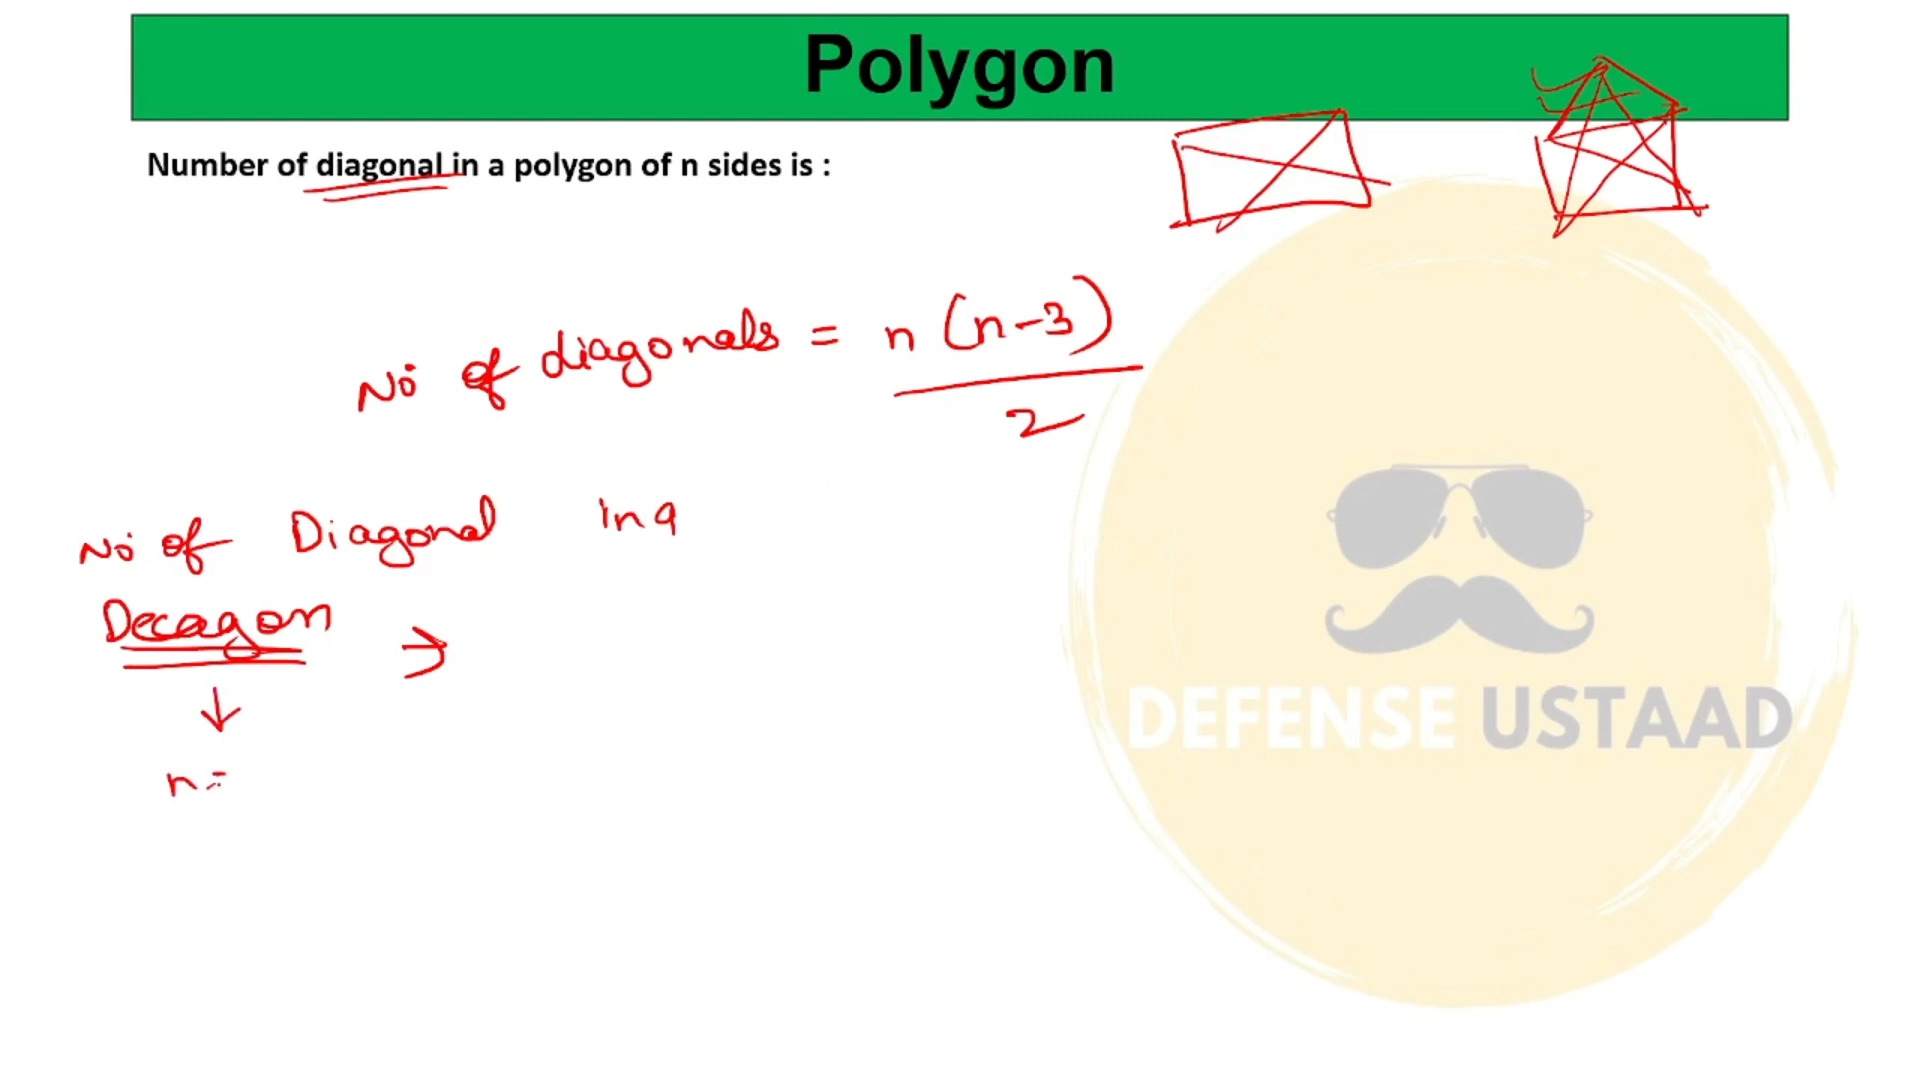 Polygon
Number of diagonal in a polygon of n sides is :
No of diagonals = n (n-3)
2
No of Diagonal in a
Decagon →
↓
n =
DEFENSE USTAAD